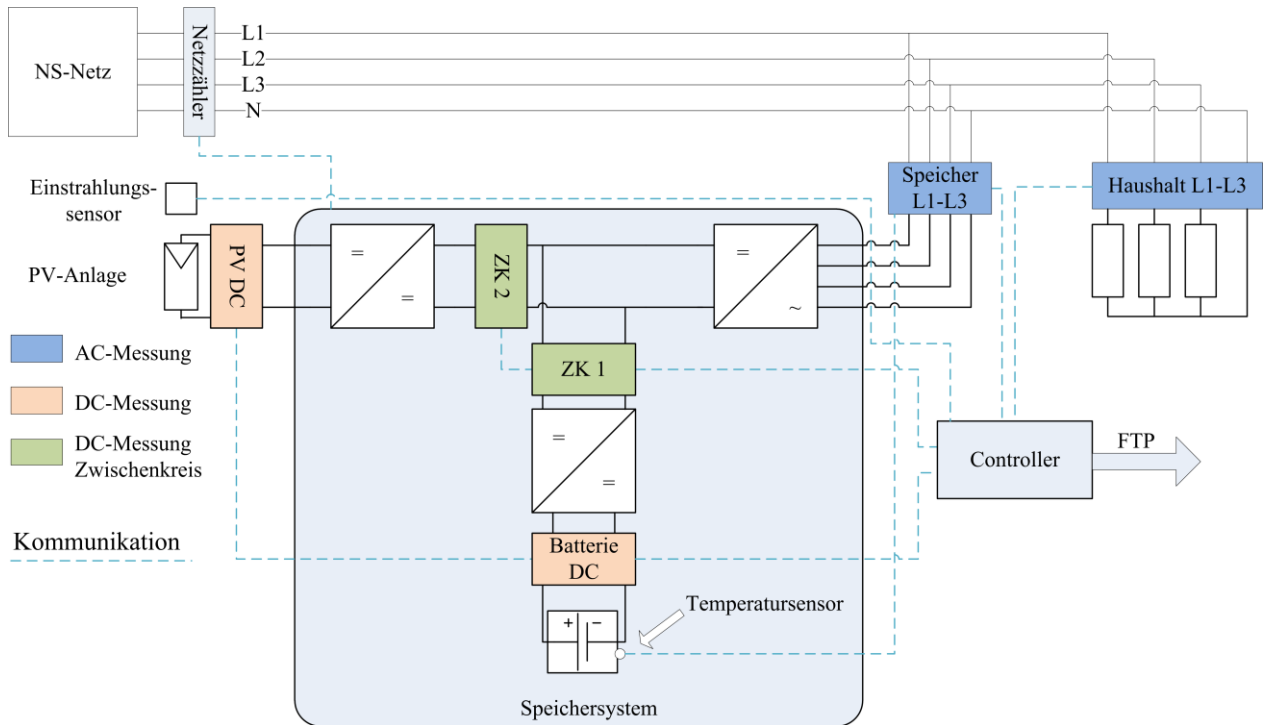 NS-Netz
Netzzähler
L1
L2
L3
N
Einstrahlungs-
sensor
PV-Anlage
PV DC
=
=
ZK 2
=
~
Speicher
L1-L3
Haushalt L1-L3
ZK 1
=
=
Batterie
DC
+
−
Temperatursensor
Speichersystem
Controller
FTP
AC-Messung
DC-Messung
DC-Messung
Zwischenkreis
Kommunikation